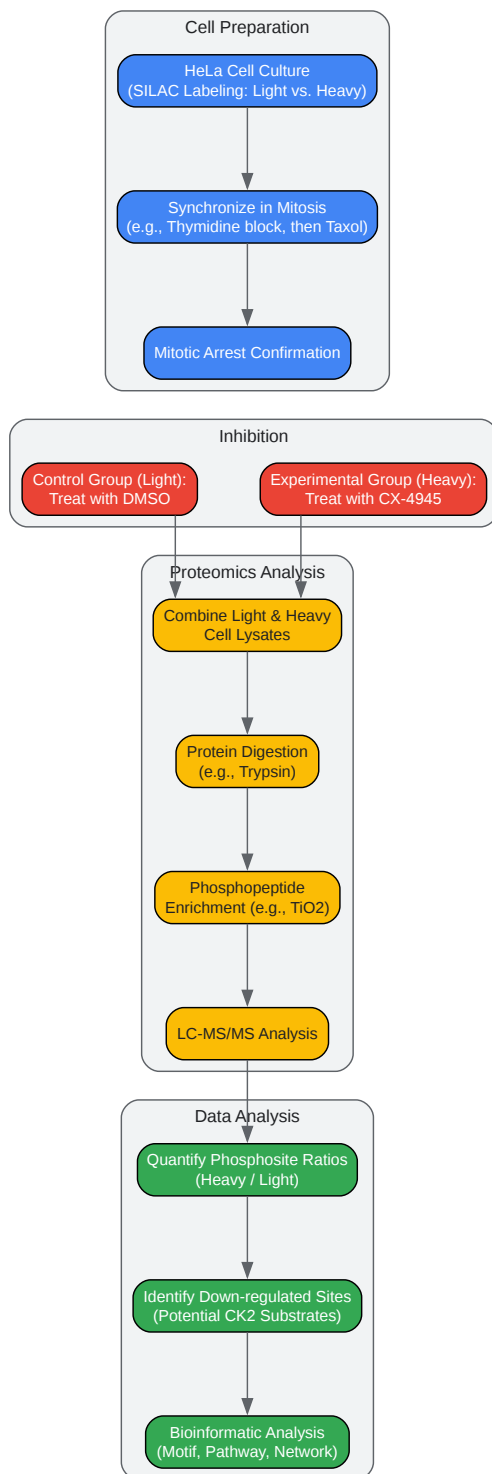 Cell Preparation
HeLa Cell Culture
(SILAC Labeling: Light vs. Heavy)
Synchronize in Mitosis
(e.g., Thymidine block, then Taxol)
Mitotic Arrest Confirmation
Inhibition
Control Group (Light):
Treat with DMSO
Experimental Group (Heavy):
Treat with CX-4945
Proteomics Analysis
Combine Light & Heavy
Cell Lysates
Protein Digestion
(e.g., Trypsin)
Phosphopeptide
Enrichment (e.g., TiO2)
LC-MS/MS Analysis
Data Analysis
Quantify Phosphosite Ratios
(Heavy / Light)
Identify Down-regulated Sites
(Potential CK2 Substrates)
Bioinformatic Analysis
(Motif, Pathway, Network)